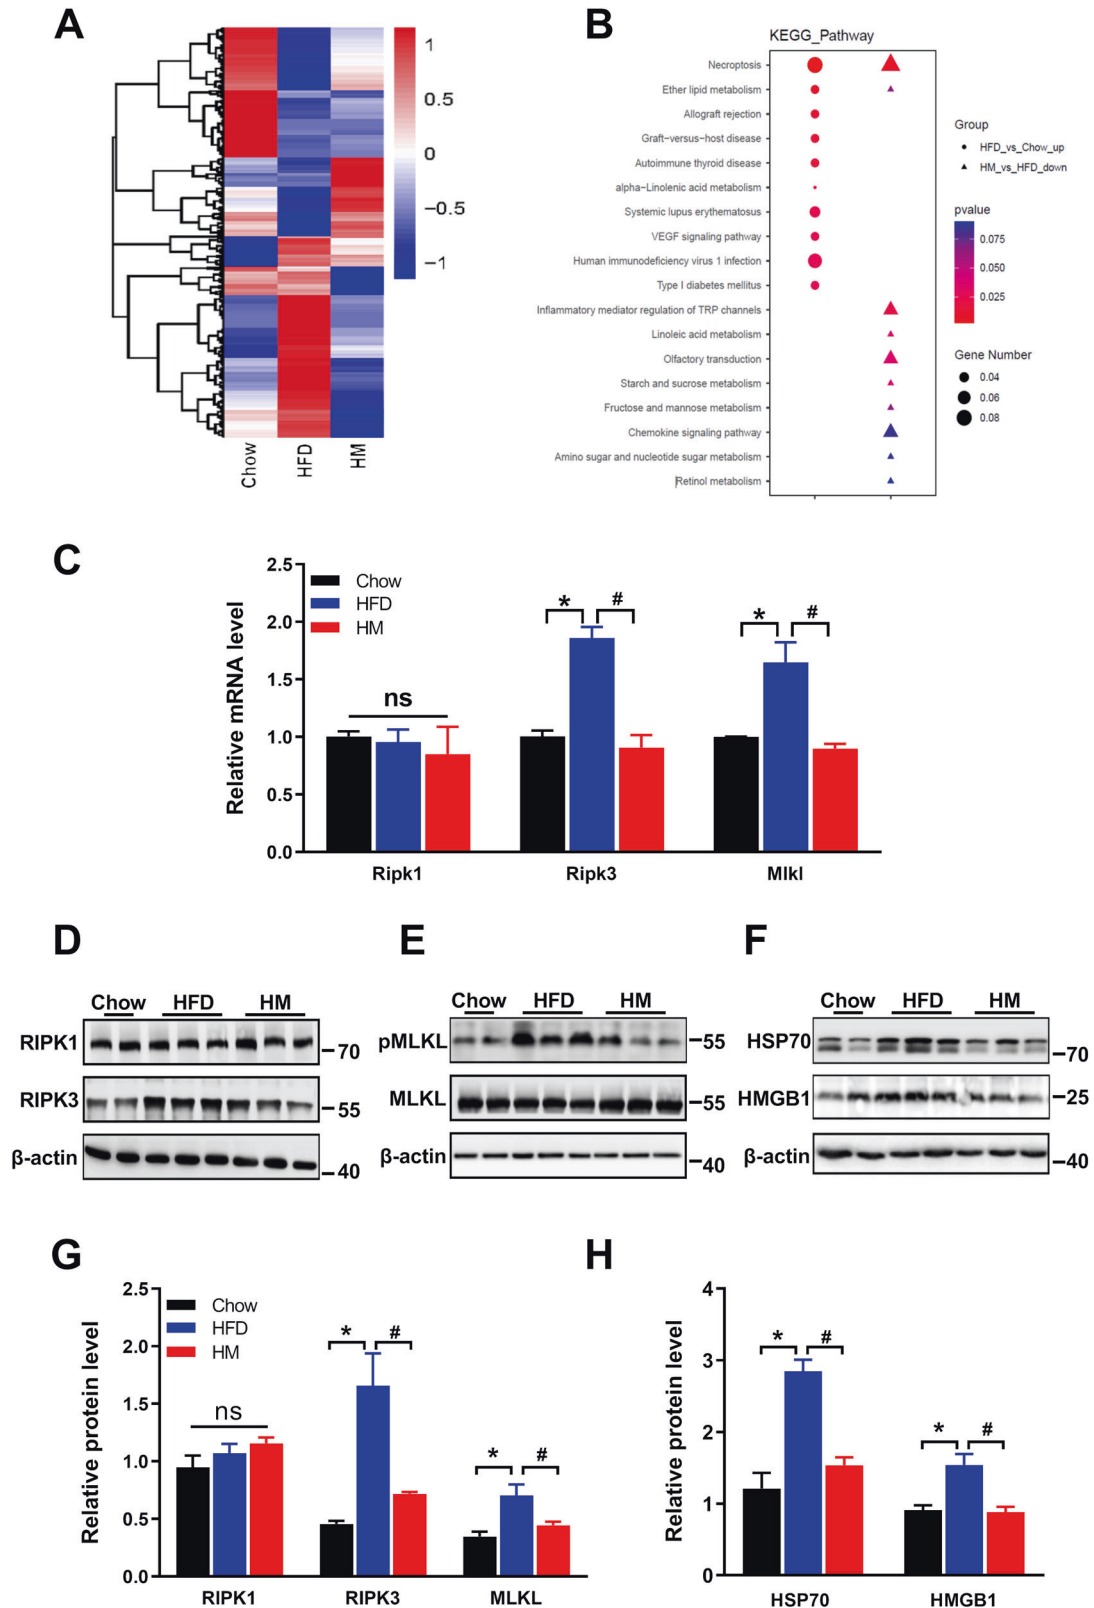 A
1
0.5
0
−0.5
−1
Chow
HFD
HM
B
KEGG_Pathway
Necroptosis
Ether lipid metabolism
Allograft rejection
Graft−versus−host disease
Autoimmune thyroid disease
alpha−Linolenic acid metabolism
Systemic lupus erythematosus
VEGF signaling pathway
Human immunodeficiency virus 1 infection
Type I diabetes mellitus
Inflammatory mediator regulation of TRP channels
Linoleic acid metabolism
Olfactory transduction
Starch and sucrose metabolism
Fructose and mannose metabolism
Chemokine signaling pathway
Amino sugar and nucleotide sugar metabolism
Retinol metabolism
Group
HFD_vs_Chow_up
HM_vs_HFD_down
pvalue
0.075
0.050
0.025
Gene Number
0.04
0.06
0.08
C
Relative mRNA level
2.5
2.0
1.5
1.0
0.5
0.0
Chow
HFD
HM
ns
* #
* #
Ripk1 Ripk3 Mlkl
D
Chow HFD HM
RIPK1 −70
RIPK3 −55
β-actin −40
E
Chow HFD HM
pMLKL −55
MLKL −55
β-actin −40
F
Chow HFD HM
HSP70 −70
HMGB1 −25
β-actin −40
G
Relative protein level
2.5
2.0
1.5
1.0
0.5
0.0
Chow
HFD
HM
ns
* #
* #
RIPK1 RIPK3 MLKL
H
Relative protein level
4
3
2
1
0
* #
* #
HSP70 HMGB1